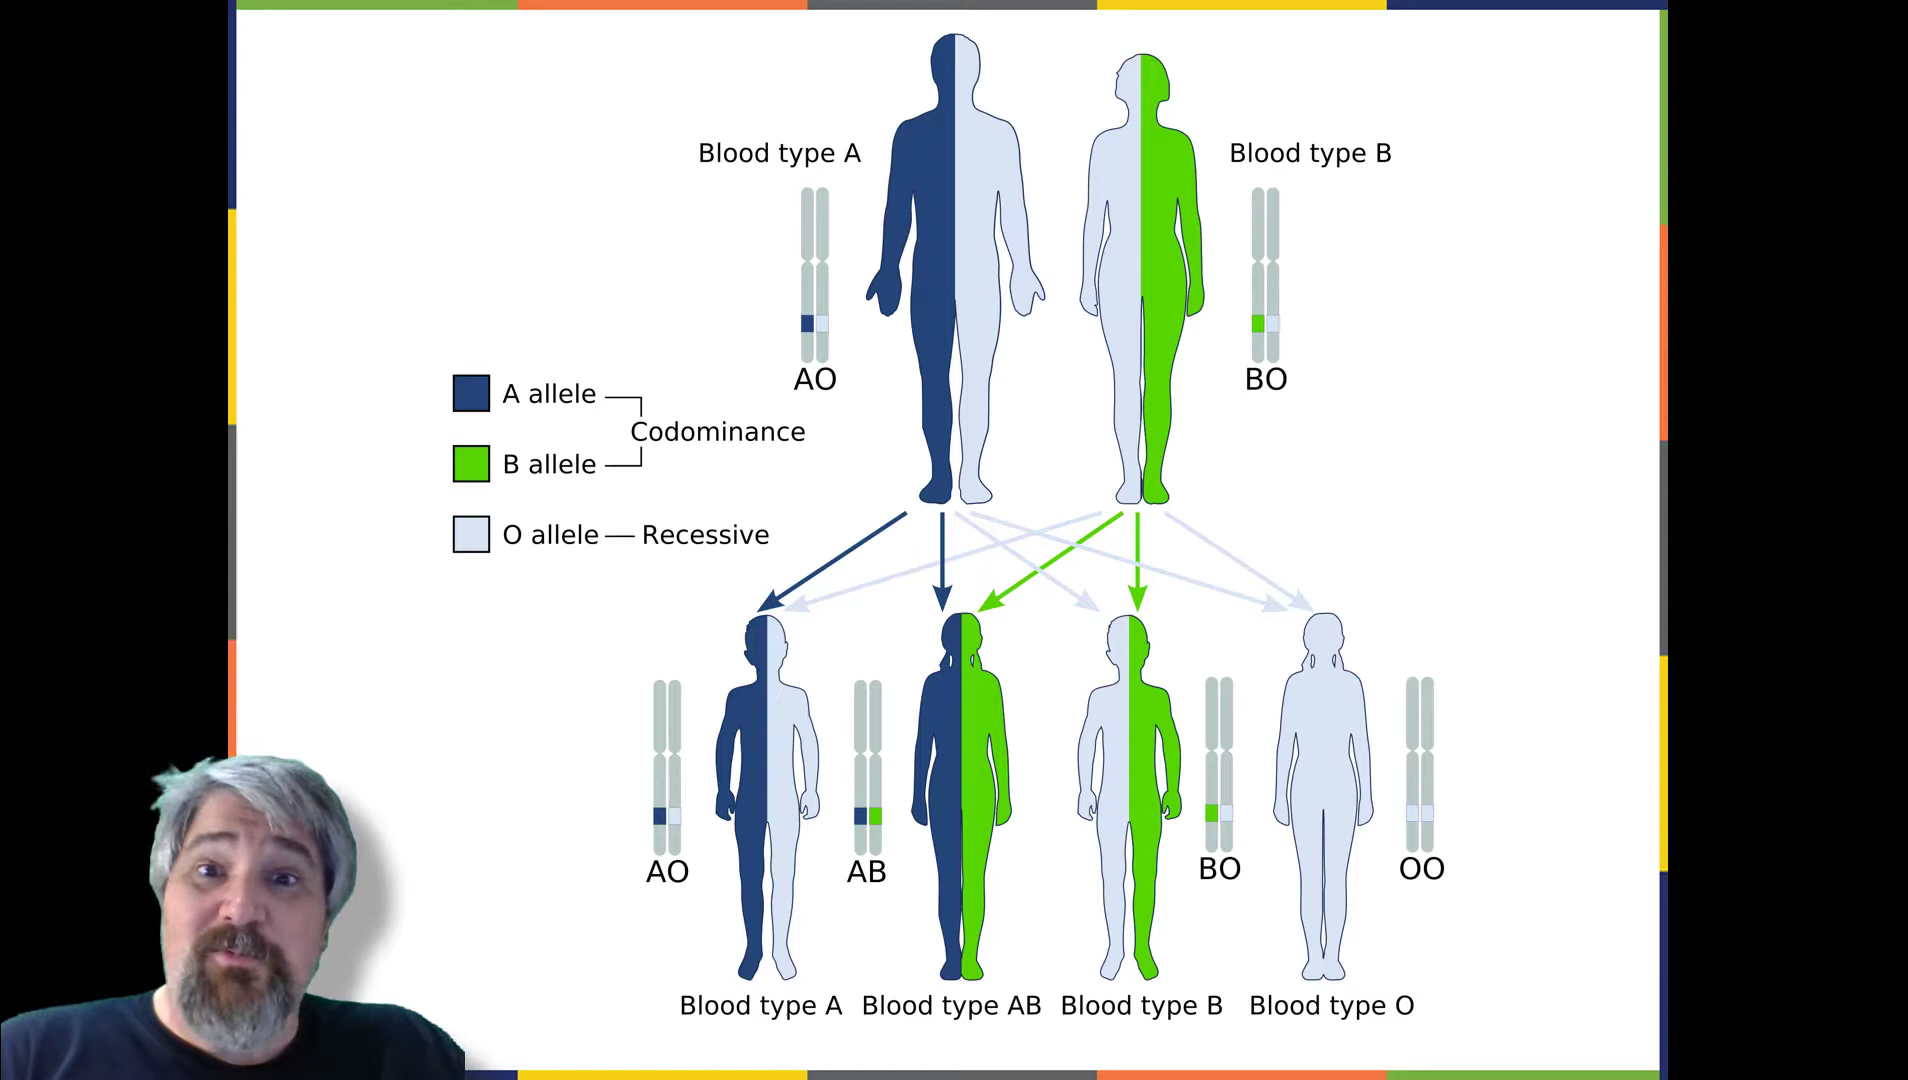 Blood type A
Blood type B
AO
BO
A allele
Codominance
B allele
O allele
Recessive
AO
AB
BO
OO
Blood type A
Blood type AB
Blood type B
Blood type O